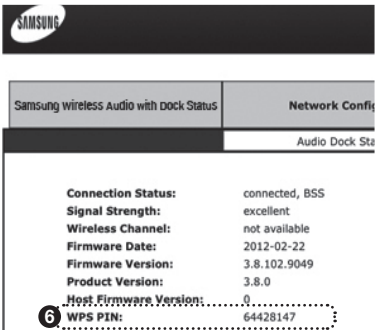 SAMSUNG
Samsung Wireless Audio with Dock Status
Network Config
Audio Dock Sta
Connection Status: connected, BSS
Signal Strength: excellent
Wireless Channel: not available
Firmware Date: 2012-02-22
Firmware Version: 3.8.102.9049
Product Version: 3.8.0
Host Firmware Version: 0
6 WPS PIN: 64428147